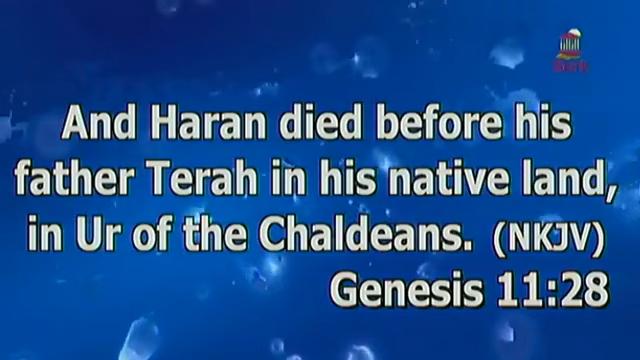 And Haran died before his
father Terah in his native land,
in Ur of the Chaldeans. (NKJV)
Genesis 11:28